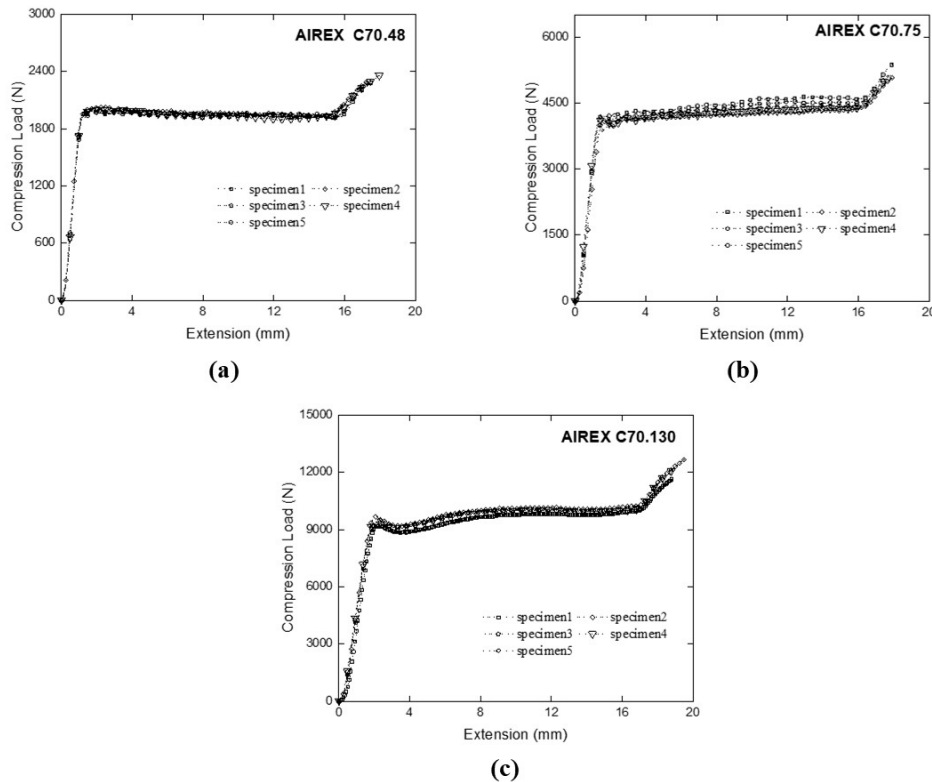 AIREX C70.48
Compression Load (N)
3000
2400
1800
1200
600
0
specimen1 specimen2
specimen3 specimen4
specimen5
0 4 8 12 16 20
Extension (mm)
(a)
AIREX C70.75
Compression Load (N)
6000
4500
3000
1500
0
specimen1 specimen2
specimen3 specimen4
specimen5
0 4 8 12 16 20
Extension (mm)
(b)
AIREX C70.130
Compression Load (N)
15000
12000
9000
6000
3000
0
specimen1 specimen2
specimen3 specimen4
specimen5
0 4 8 12 16 20
Extension (mm)
(c)